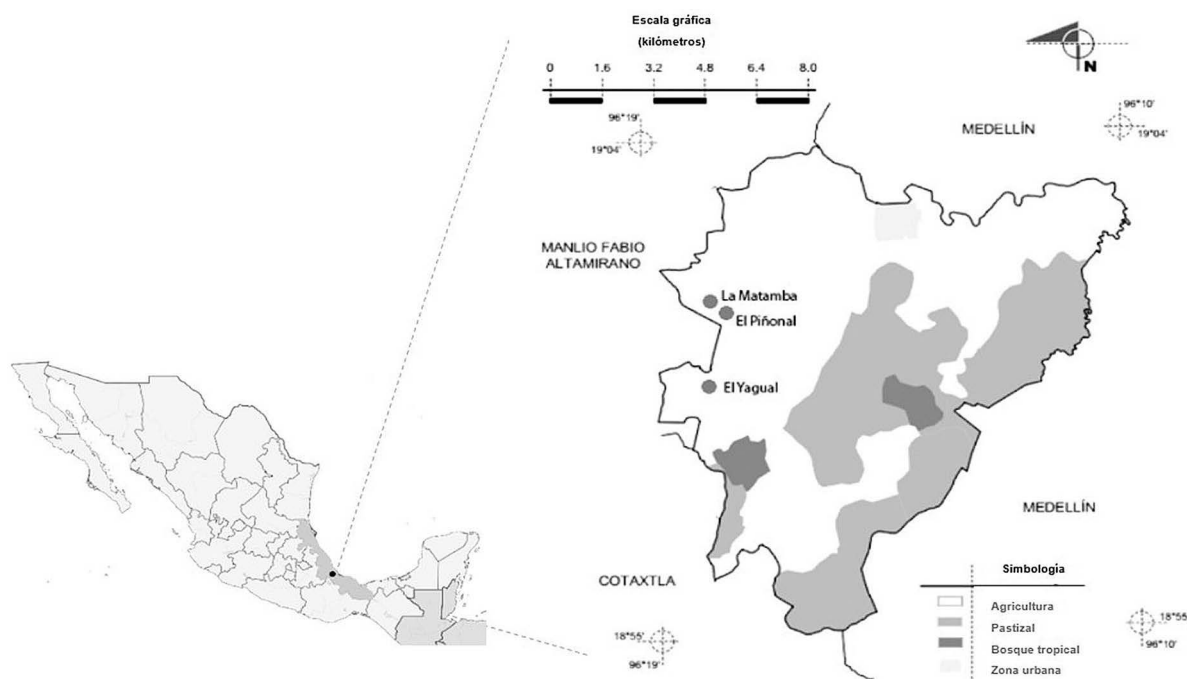 Escala gráfica
(kilómetros)
0 1.6 3.2 4.8 6.4 8.0
N
96°19'
19°04'
96°10'
19°04'
MEDELLÍN
MANLIO FABIO
ALTAMIRANO
La Matamba
El Piñonal
El Yagual
MEDELLÍN
COTAXTLA
18°55'
96°19'
Simbología
Agricultura
Pastizal
Bosque tropical
Zona urbana
18°55'
96°10'